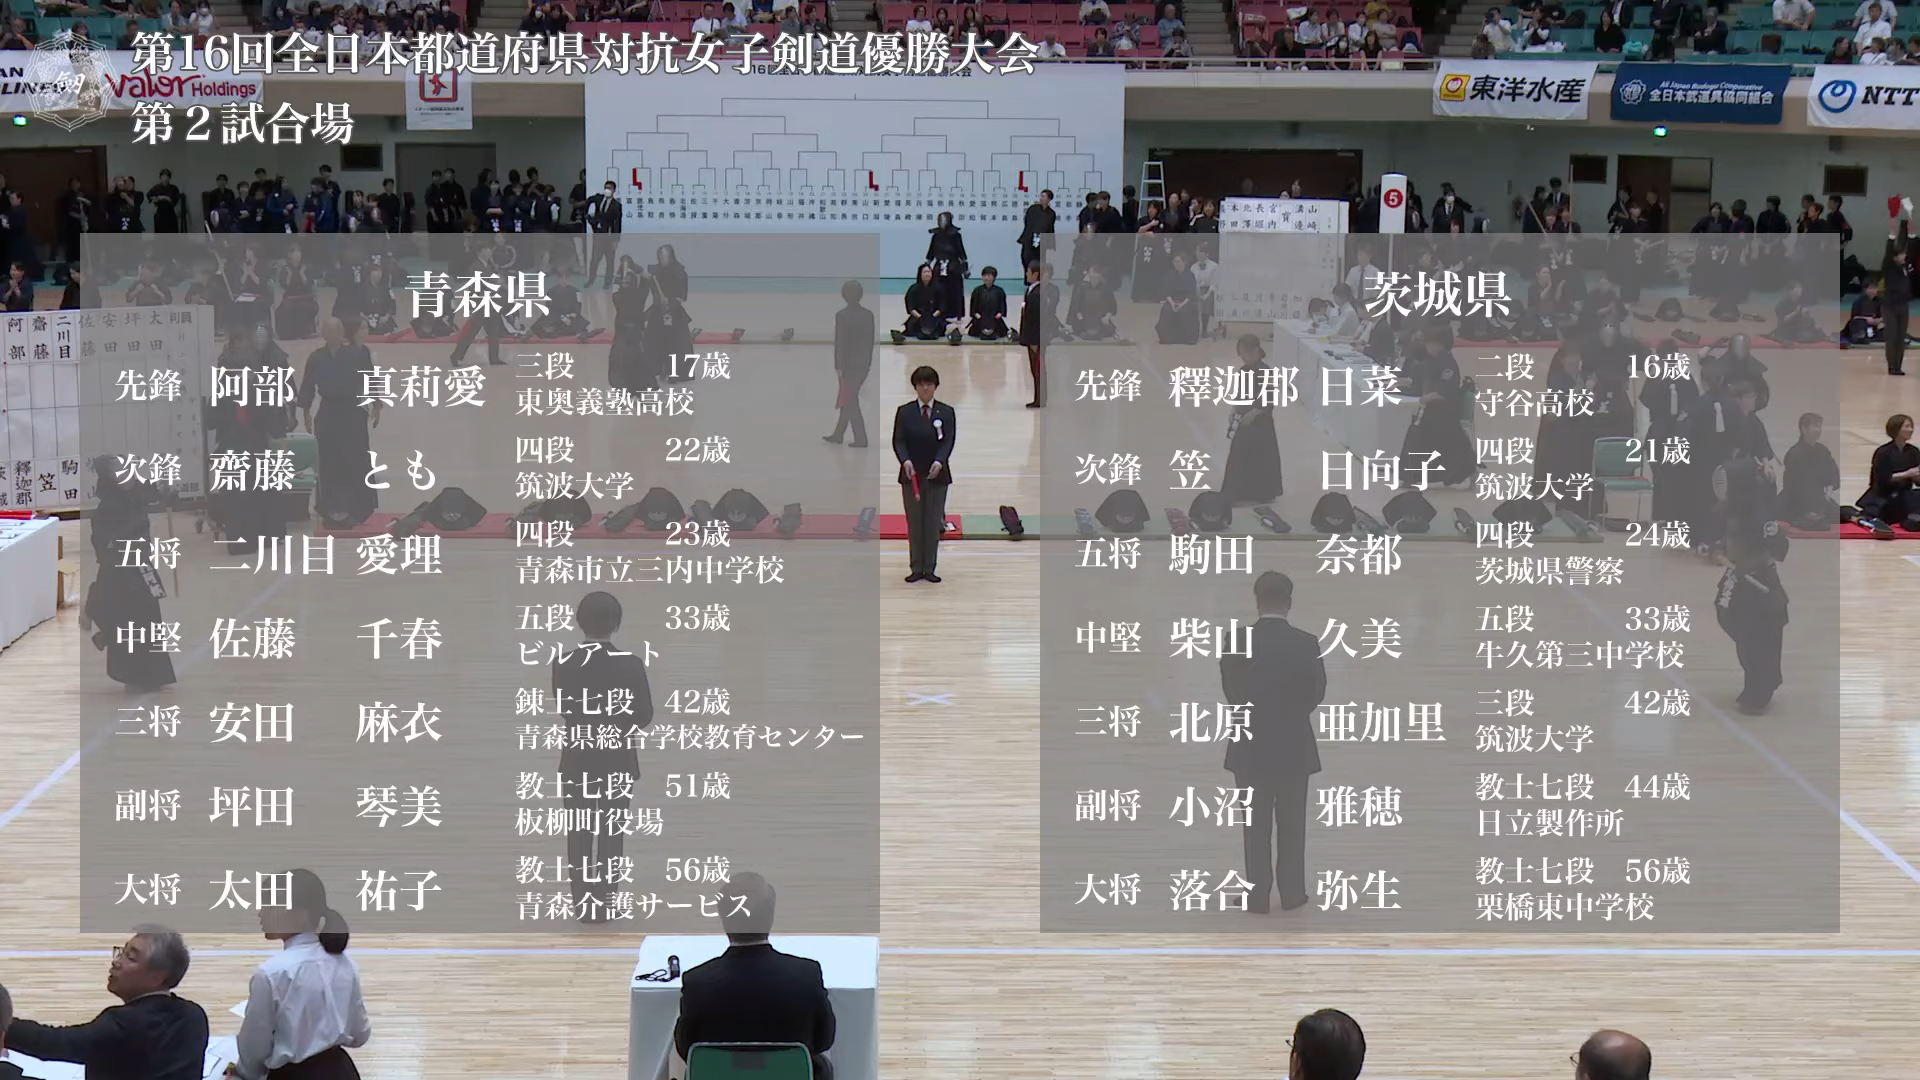 第16回全日本都道府県対抗女子剣道優勝大会
第２試合場
Valor Holdings
東洋水産
All Japan Budogu Cooperative
全日本武道具協同組合
NTT
5
青森県
先鋒 阿部 真莉愛 三段 17歳
東奥義塾高校
次鋒 齋藤 とも 四段 22歳
筑波大学
五将 二川目 愛理 四段 23歳
青森市立三内中学校
中堅 佐藤 千春 五段 33歳
ビルアート
三将 安田 麻衣 錬士七段 42歳
青森県総合学校教育センター
副将 坪田 琴美 教士七段 51歳
板柳町役場
大将 太田 祐子 教士七段 56歳
青森介護サービス
茨城県
先鋒 釋迦郡 日菜 二段 16歳
守谷高校
次鋒 笠 日向子 四段 21歳
筑波大学
五将 駒田 奈都 四段 24歳
茨城県警察
中堅 柴山 久美 五段 33歳
牛久第三中学校
三将 北原 亜加里 三段 42歳
筑波大学
副将 小沼 雅穂 教士七段 44歳
日立製作所
大将 落合 弥生 教士七段 56歳
栗橋東中学校